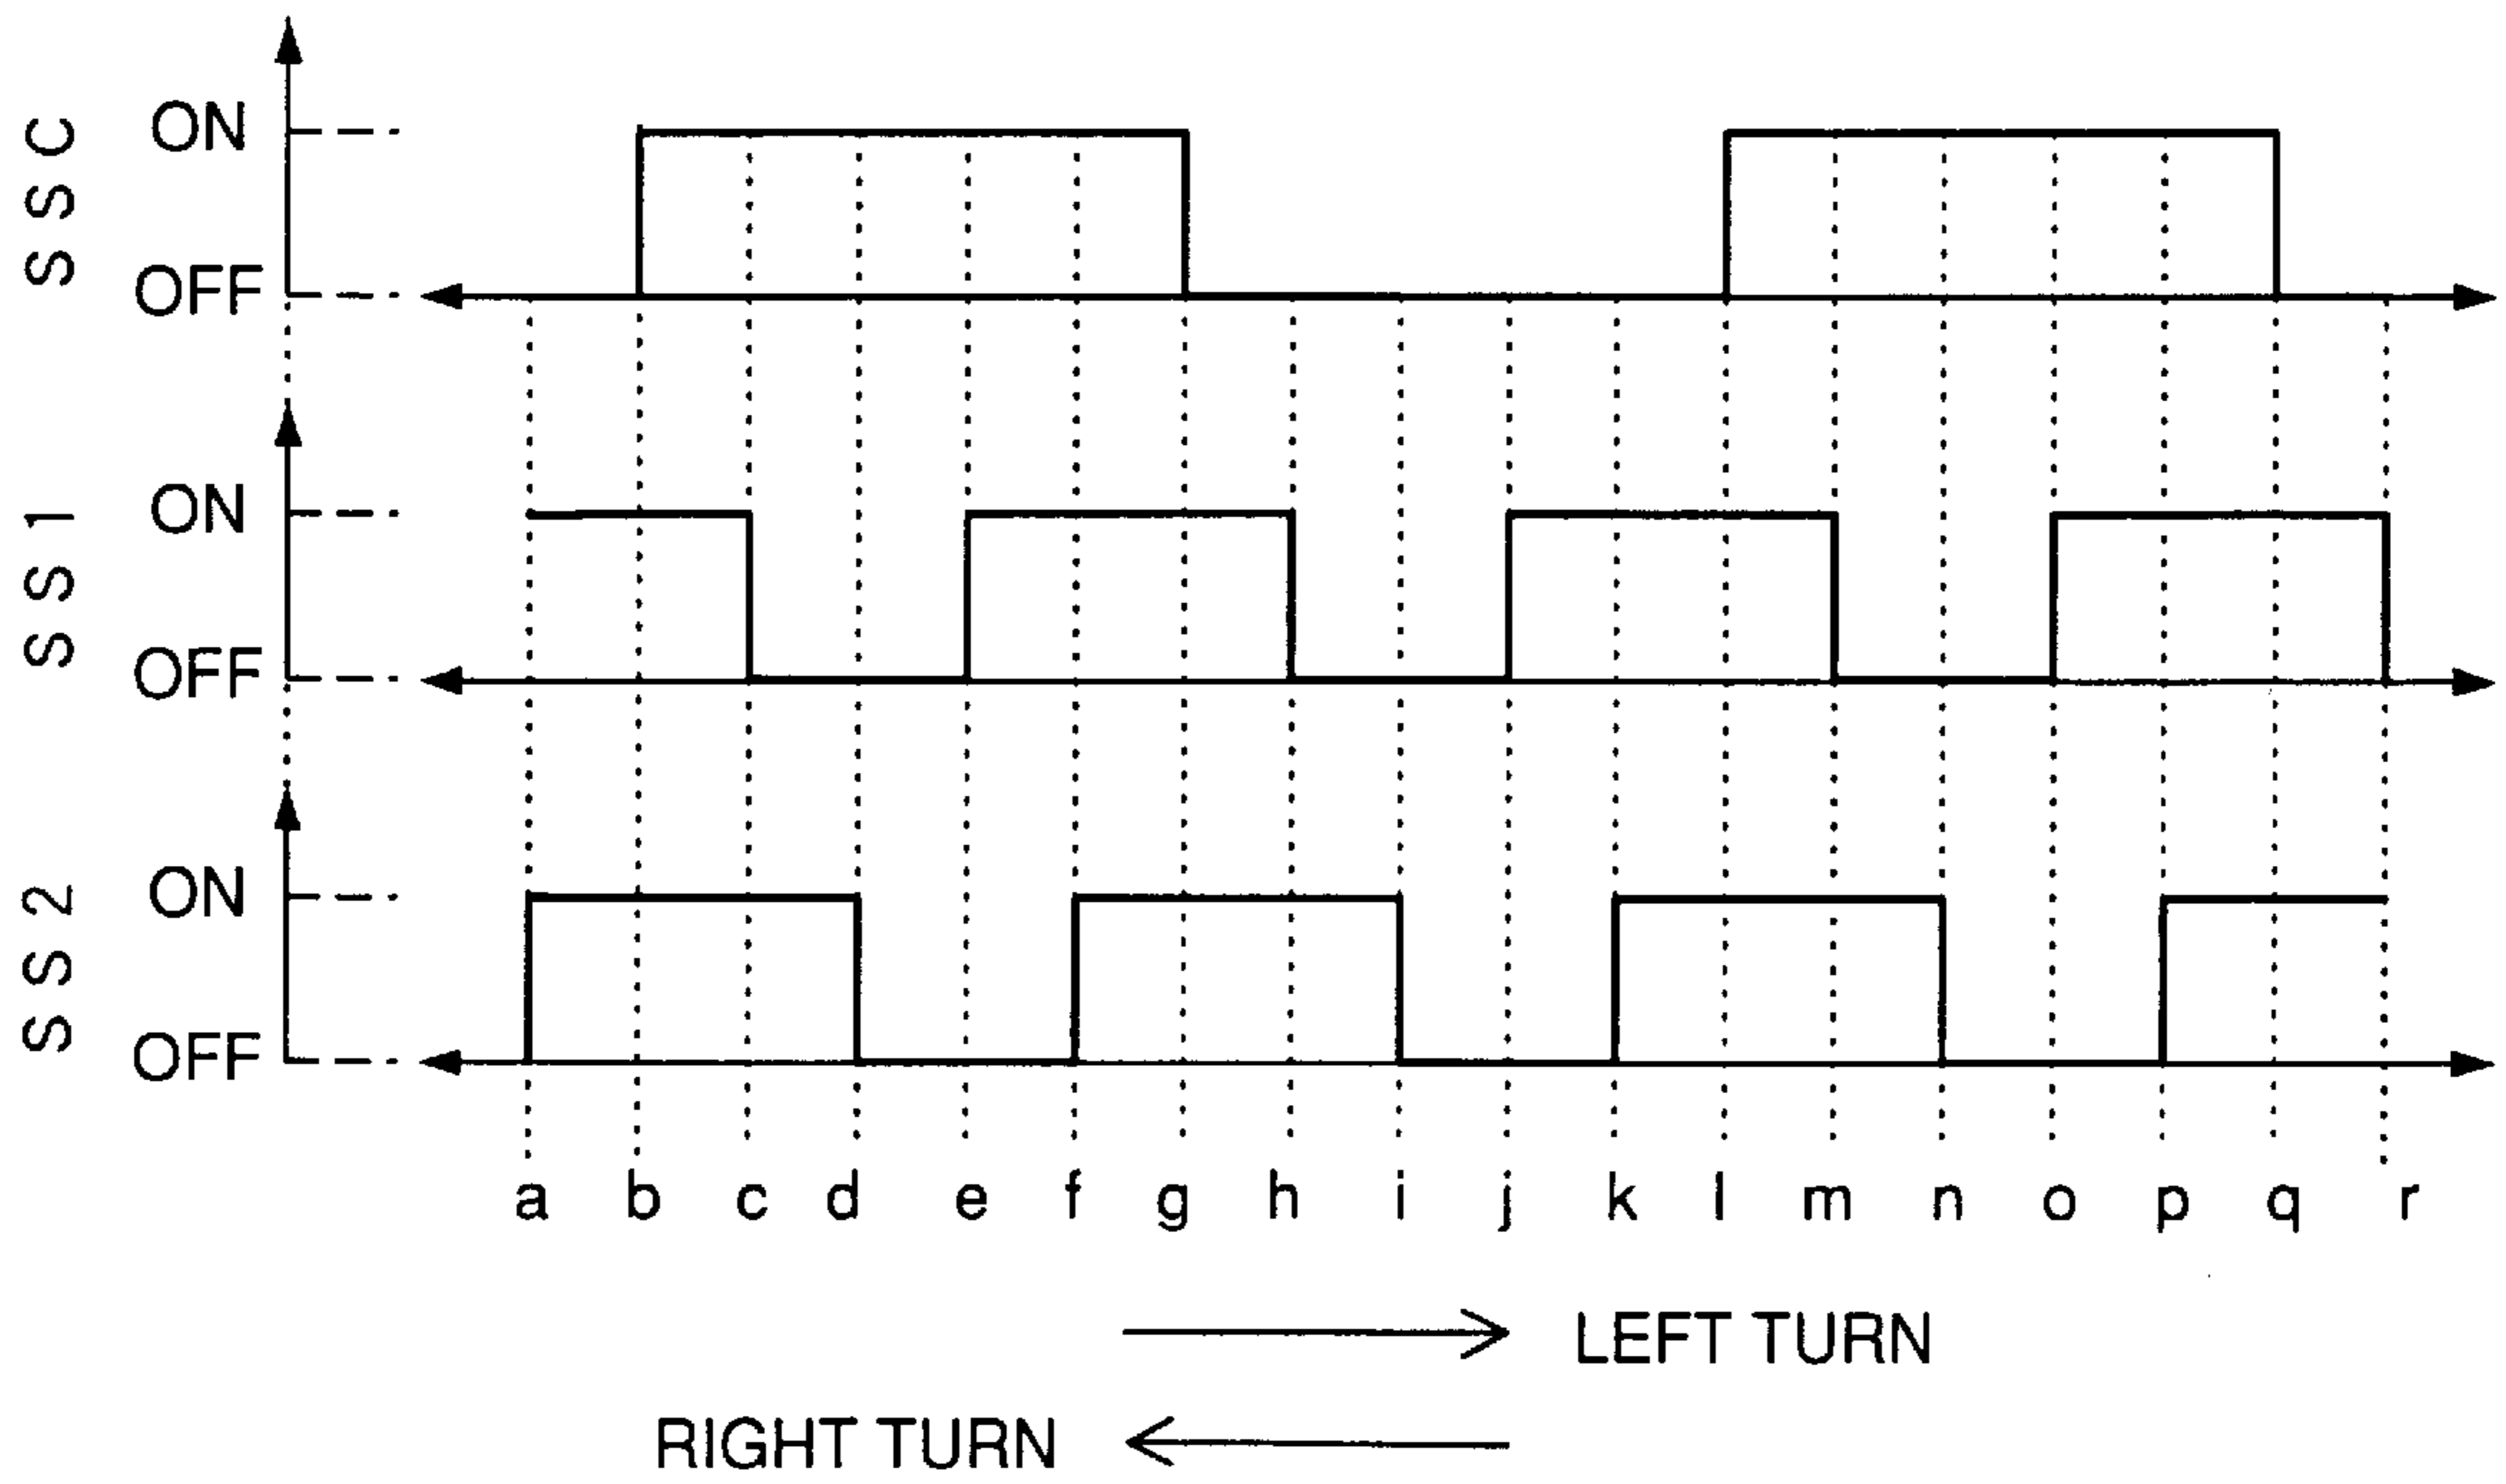 SSC
ON
OFF
SS1
ON
OFF
SS2
ON
OFF
a b c d e f g h i j k l m n o p q r
LEFT TURN
RIGHT TURN